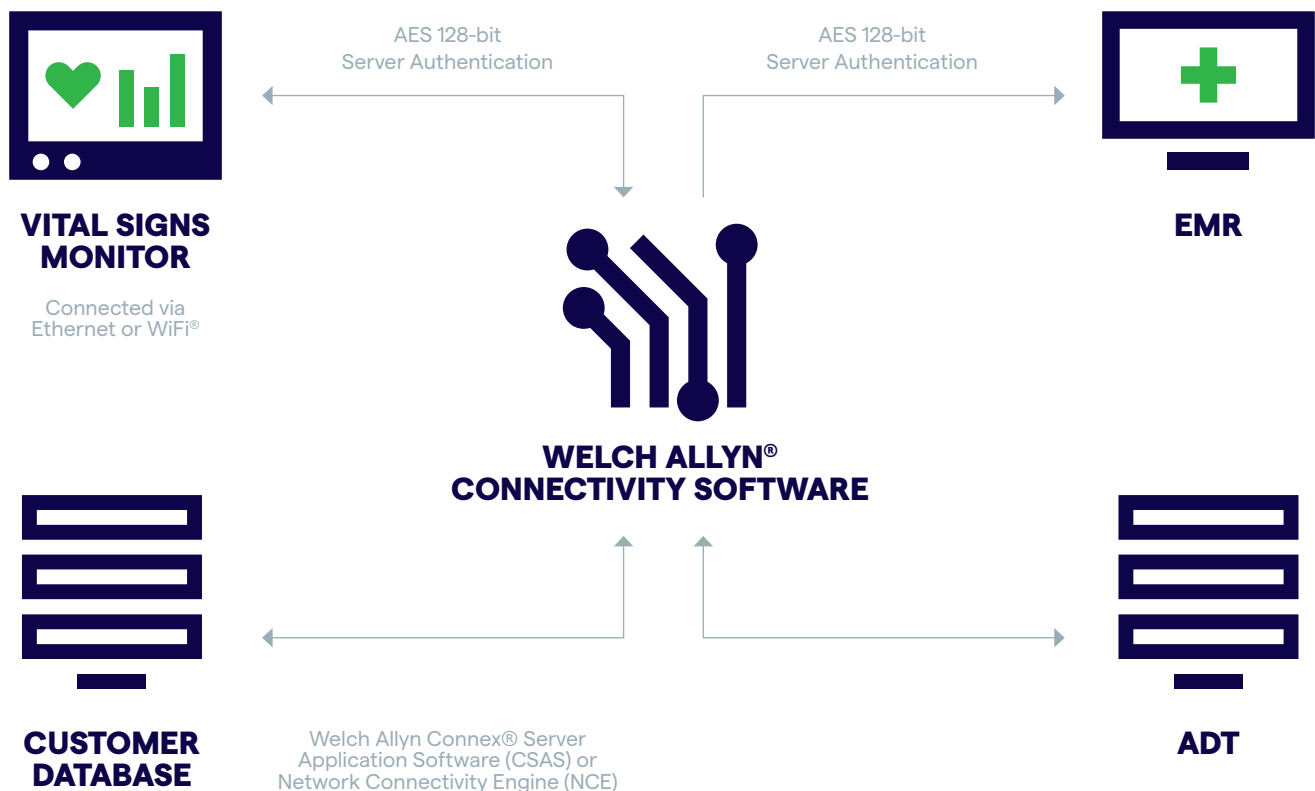 AES 128-bit
Server Authentication
AES 128-bit
Server Authentication
VITAL SIGNS
MONITOR
Connected via
Ethernet or WiFi®
EMR
WELCH ALLYN®
CONNECTIVITY SOFTWARE
CUSTOMER
DATABASE
Welch Allyn Connex® Server
Application Software (CSAS) or
Network Connectivity Engine (NCE)
ADT